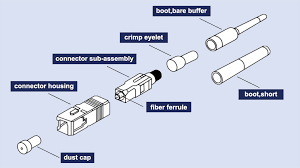 boot,bare buffer
crimp eyelet
connector sub-assembly
connector housing
fiber ferrule
boot,short
dust cap